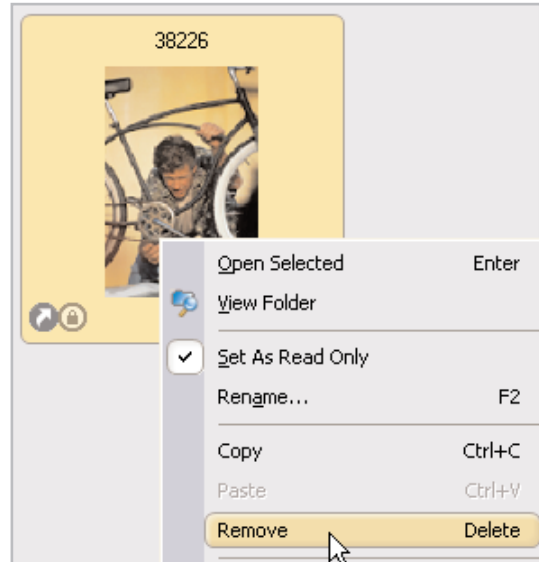 38226
Open Selected Enter
View Folder
Set As Read Only
Rename... F2
Copy Ctrl+C
Paste Ctrl+V
Remove Delete